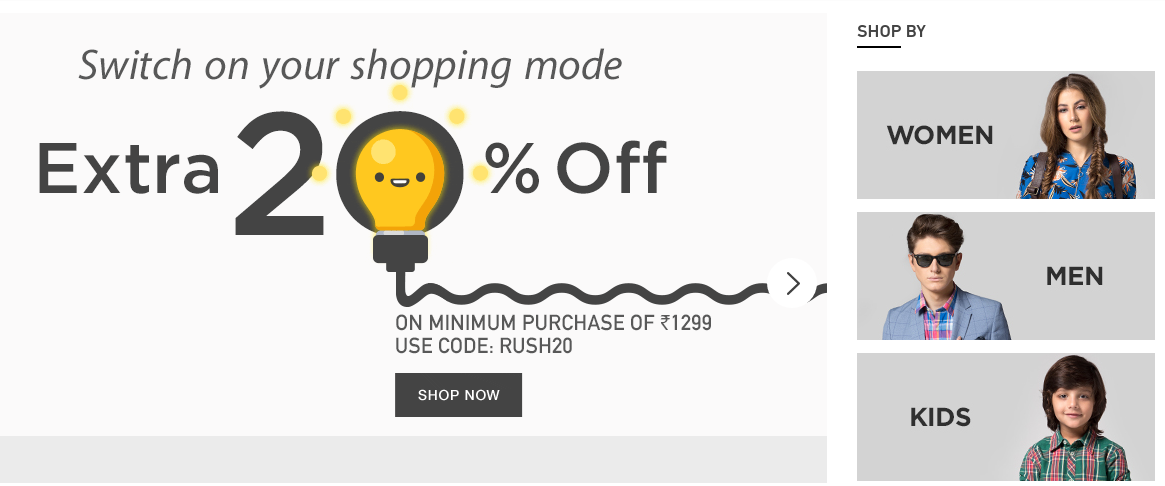 Switch on your shopping mode
Extra 20% Off
ON MINIMUM PURCHASE OF ₹1299
USE CODE: RUSH20
SHOP NOW
SHOP BY
WOMEN
MEN
KIDS